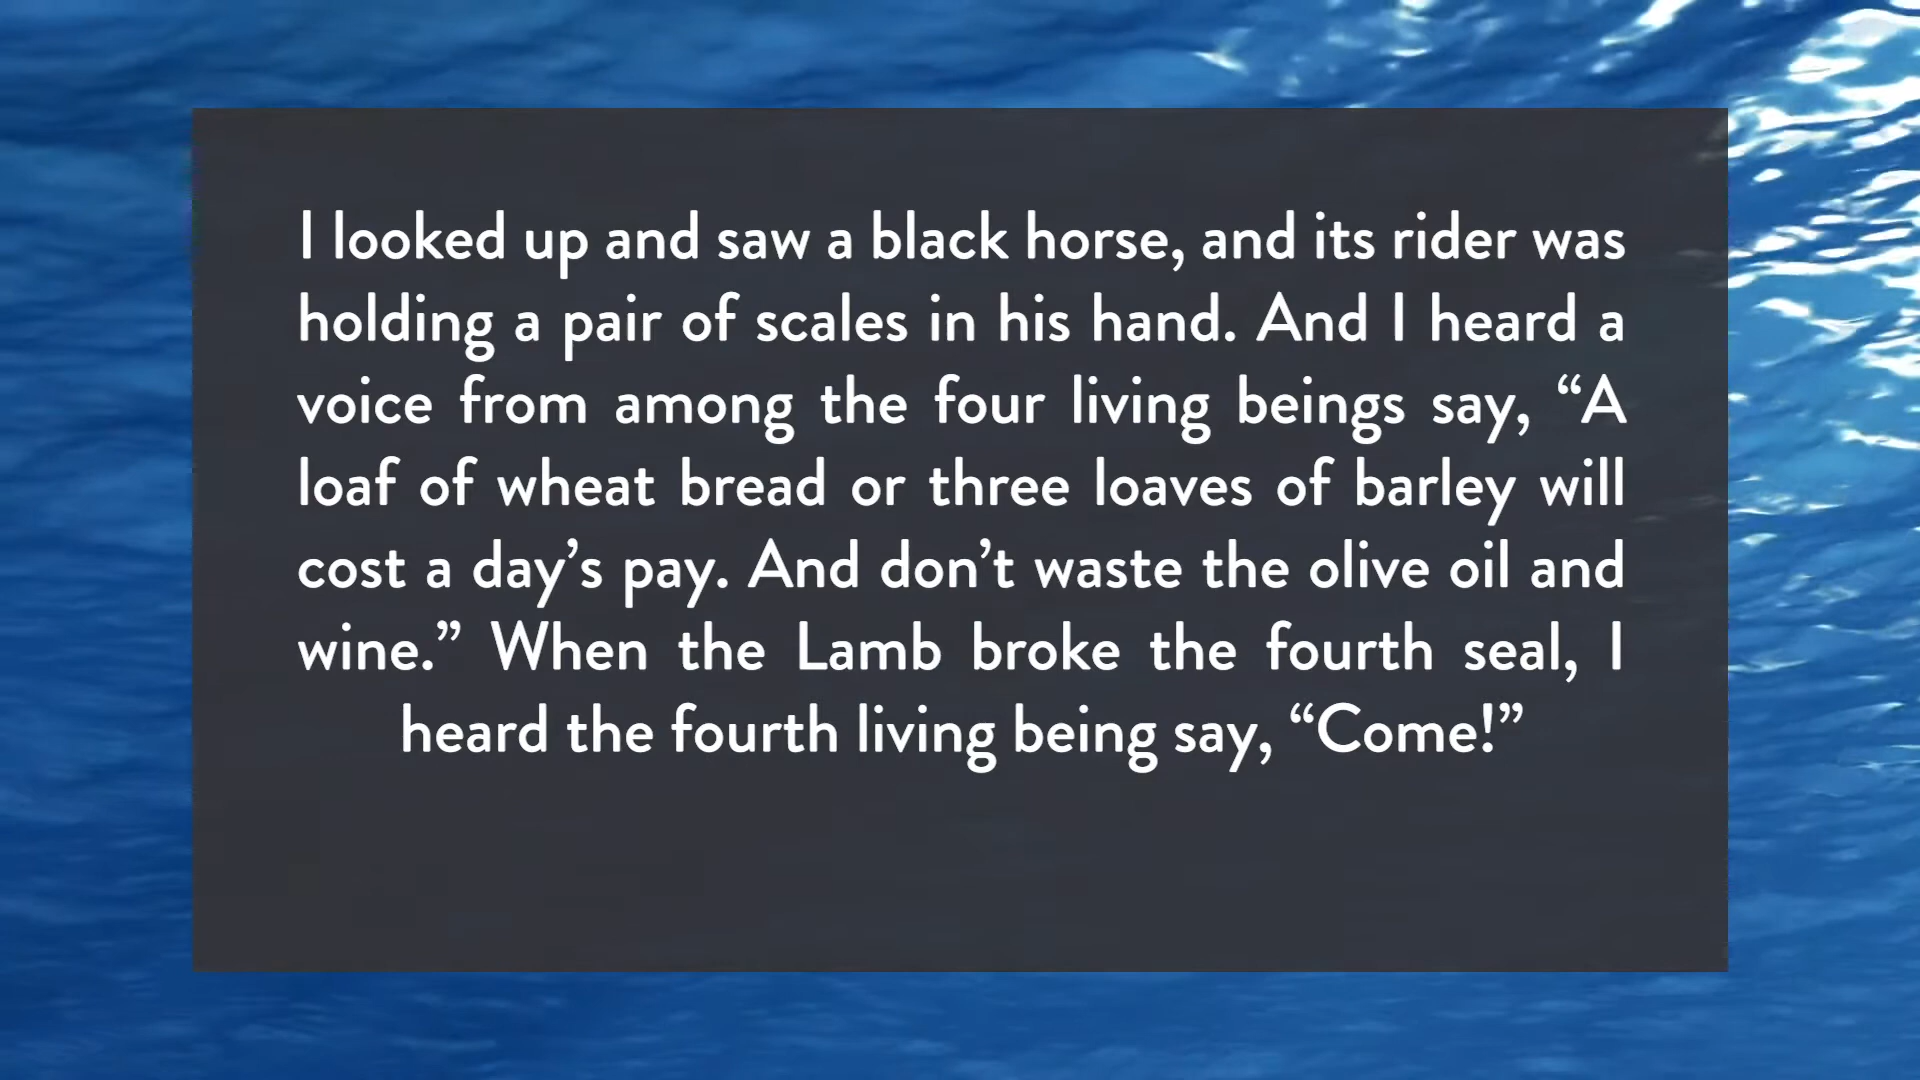 I looked up and saw a black horse, and its rider was
holding a pair of scales in his hand. And I heard a
voice from among the four living beings say, “A
loaf of wheat bread or three loaves of barley will
cost a day’s pay. And don’t waste the olive oil and
wine.” When the Lamb broke the fourth seal, I
heard the fourth living being say, “Come!”